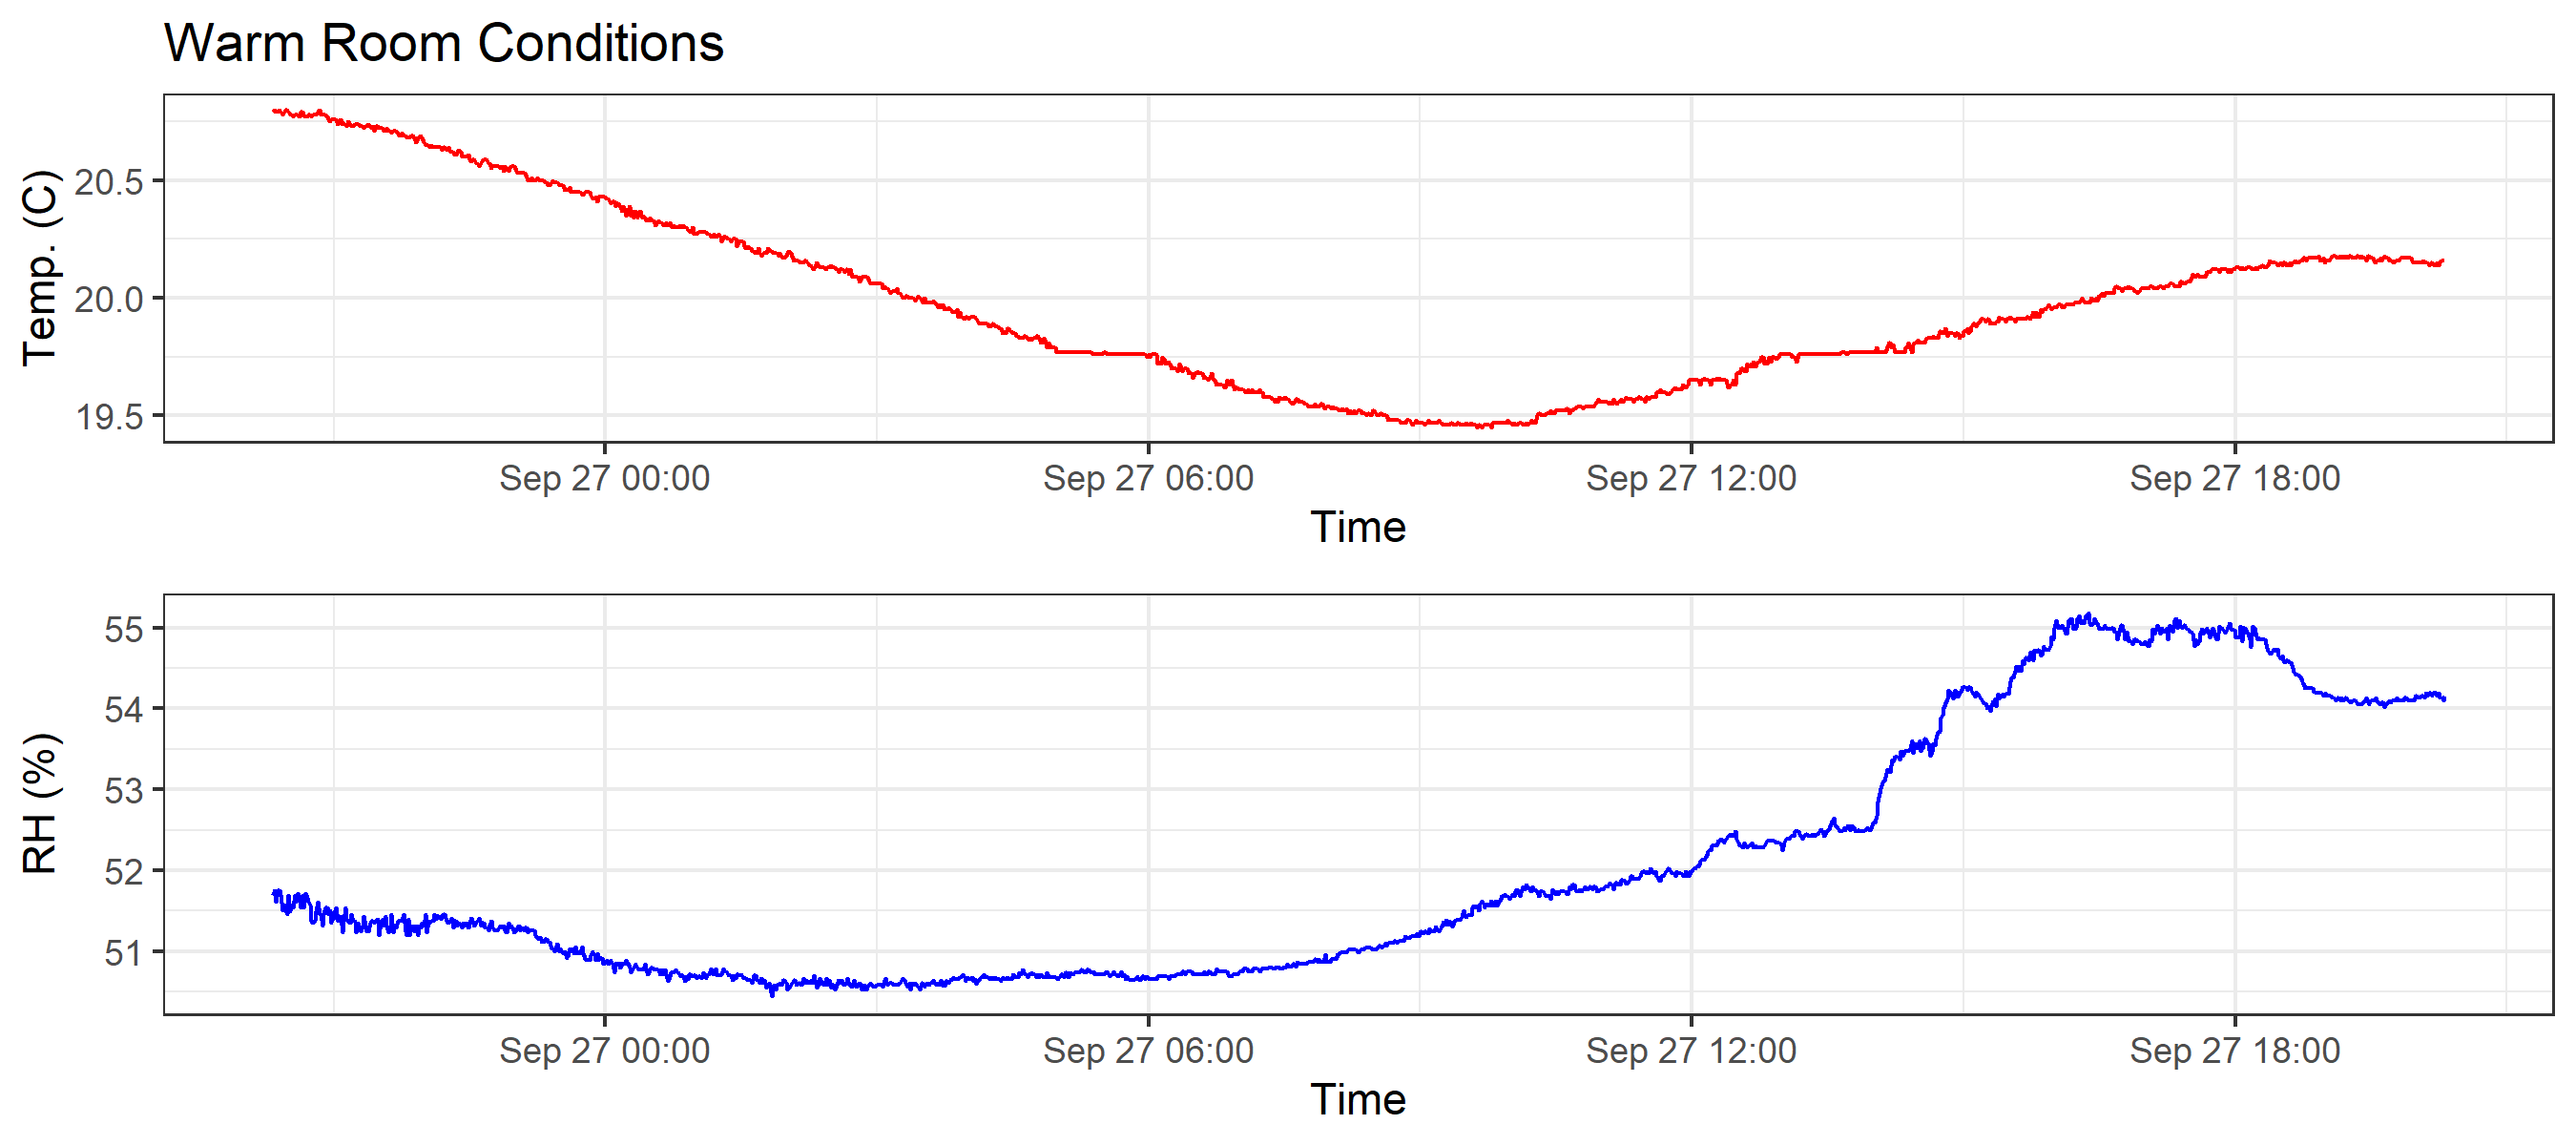 Warm Room Conditions
Temp. (C)
20.5
20.0
19.5
Sep 27 00:00 Sep 27 06:00 Sep 27 12:00 Sep 27 18:00
Time
RH (%)
55
54
53
52
51
Sep 27 00:00 Sep 27 06:00 Sep 27 12:00 Sep 27 18:00
Time